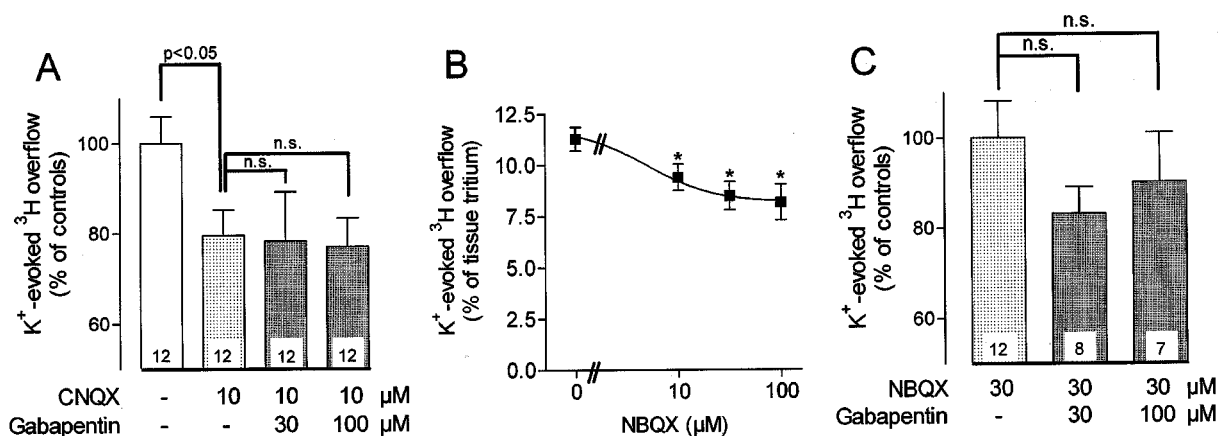 A
K⁺-evoked ³H overflow
(% of controls)
100
80
60
p<0.05
n.s.
n.s.
12
12
12
12
CNQX - 10 10 10 µM
Gabapentin - - 30 100 µM
B
K⁺-evoked ³H overflow
(% of tissue tritium)
12.5
10.0
7.5
5.0
2.5
0.0
*
*
*
0 10 100
NBQX (µM)
C
K⁺-evoked ³H overflow
(% of controls)
100
80
60
n.s.
n.s.
12
8
7
NBQX 30 30 30 µM
Gabapentin - 30 100 µM